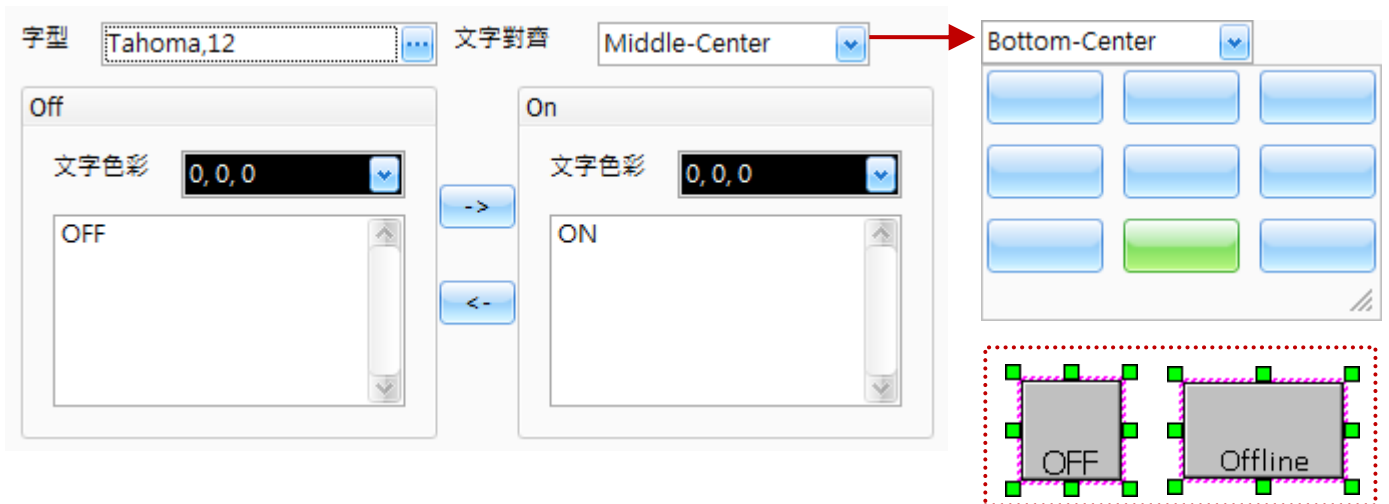 字型 Tahoma,12 ... 文字對齊 Middle-Center
Bottom-Center
Off
On
文字色彩 0, 0, 0
文字色彩 0, 0, 0
->
<-
OFF
ON
OFF
Offline